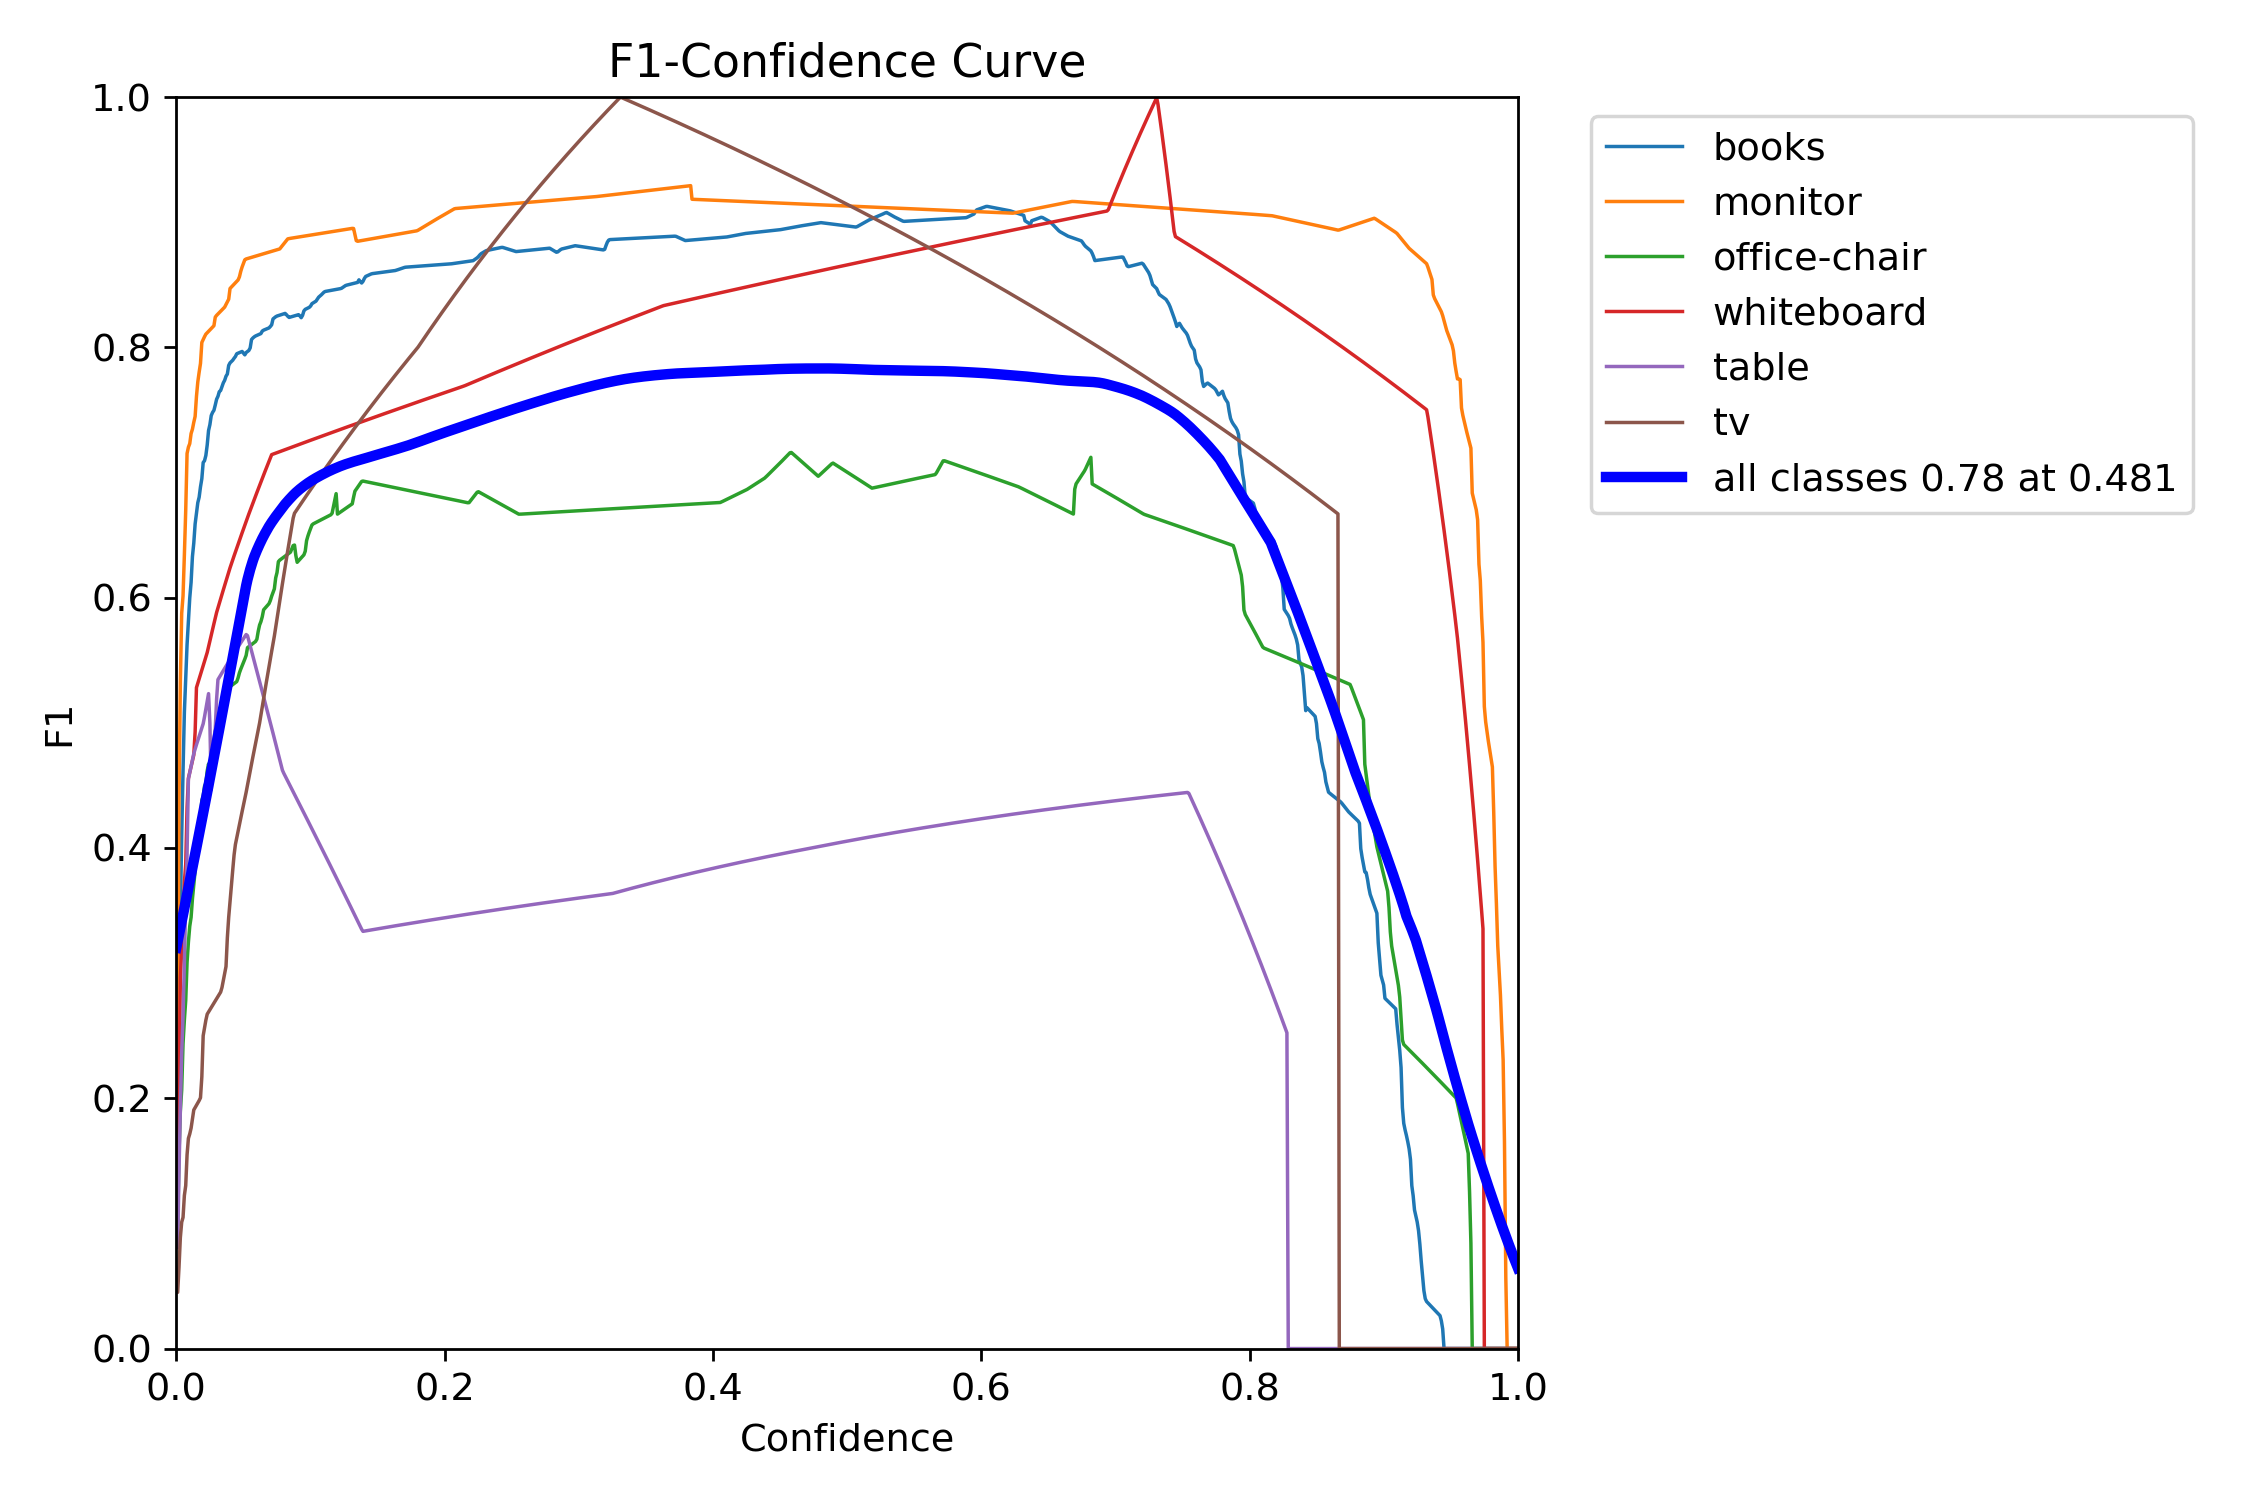 F1-Confidence Curve
1.0
0.8
0.6
0.4
0.2
0.0
F1
0.0 0.2 0.4 0.6 0.8 1.0
Confidence
books
monitor
office-chair
whiteboard
table
tv
all classes 0.78 at 0.481